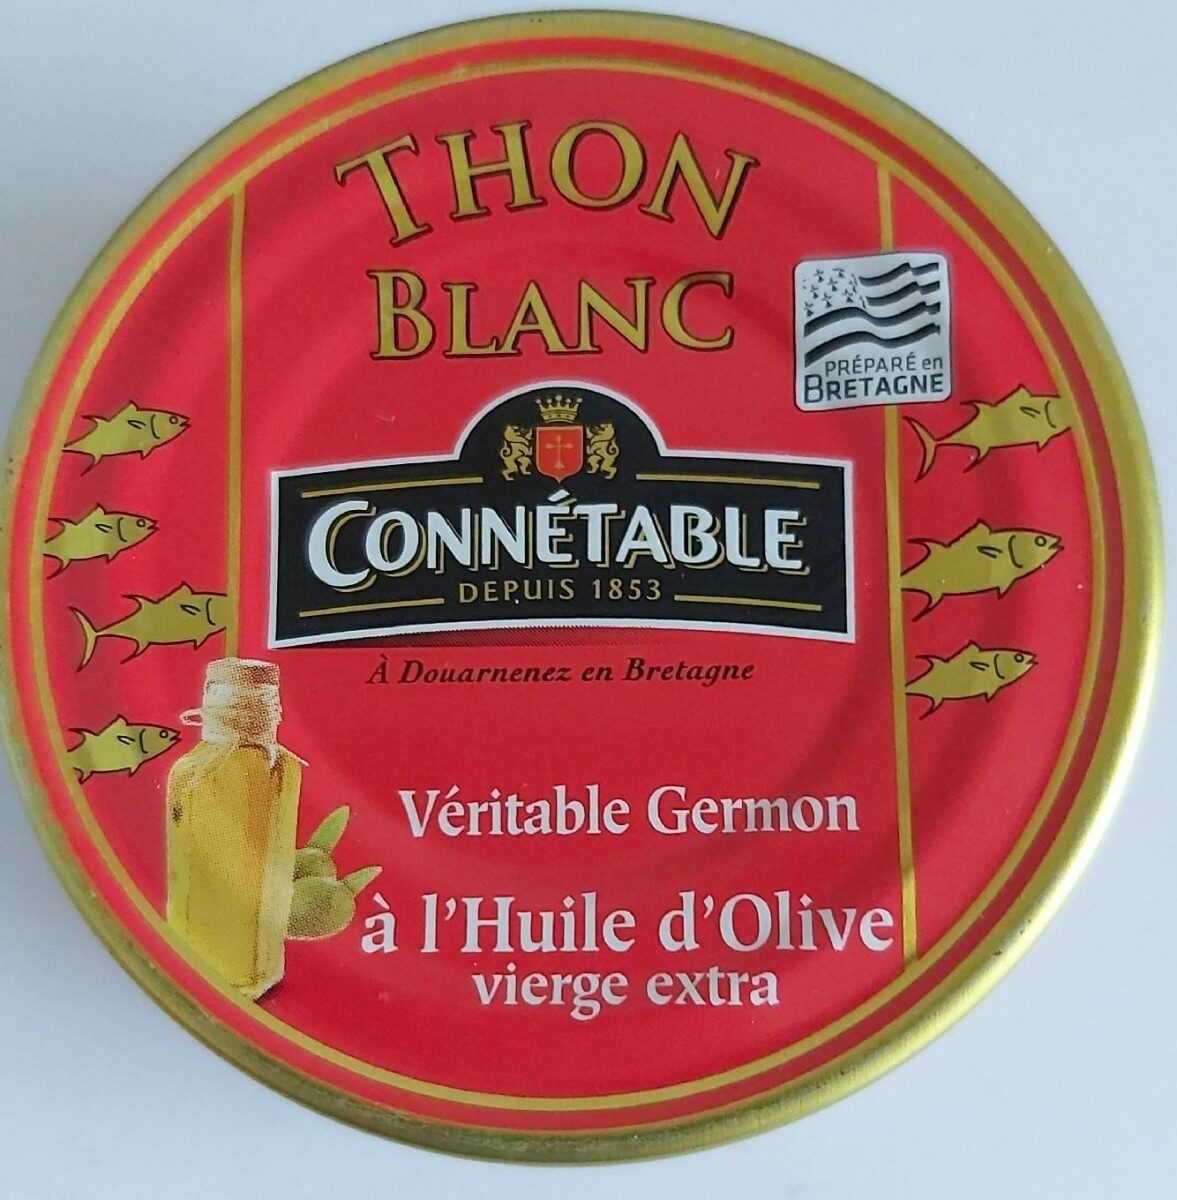 THON
BLANC
PRÉPARÉ en
BRETAGNE
CONNÉTABLE
DEPUIS 1853
À Douarnenez en Bretagne
Véritable Germon
à l'Huile d'Olive
vierge extra